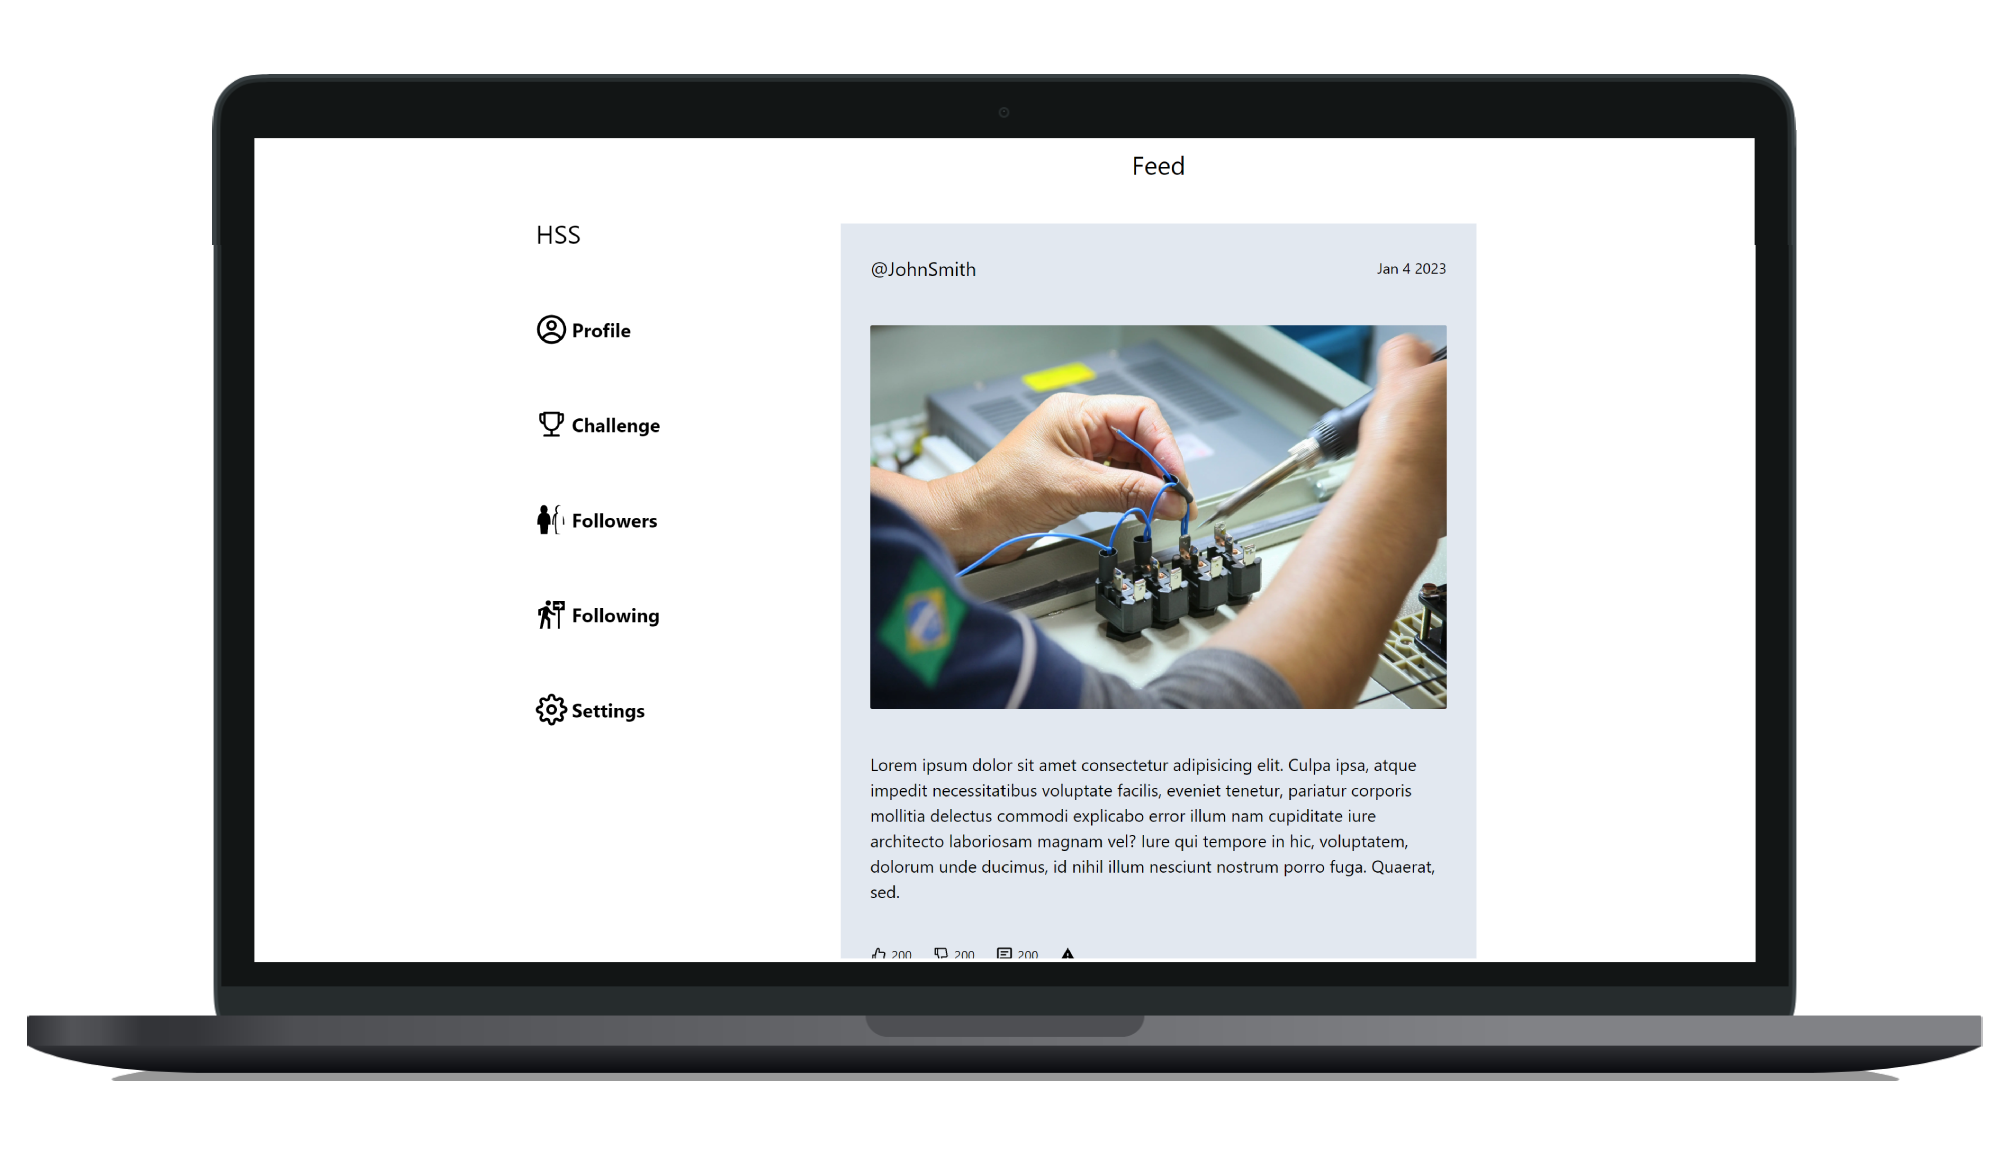 Feed
HSS
Profile
Challenge
Followers
Following
Settings
@JohnSmith
Jan 4 2023
Lorem ipsum dolor sit amet consectetur adipisicing elit. Culpa ipsa, atque
impedit necessitatibus voluptate facilis, eveniet tenetur, pariatur corporis
mollitia delectus commodi explicabo error illum nam cupiditate iure
architecto laboriosam magnam vel? Iure qui tempore in hic, voluptatem,
dolorum unde ducimus, id nihil illum nesciunt nostrum porro fuga. Quaerat,
sed.
200 200 200